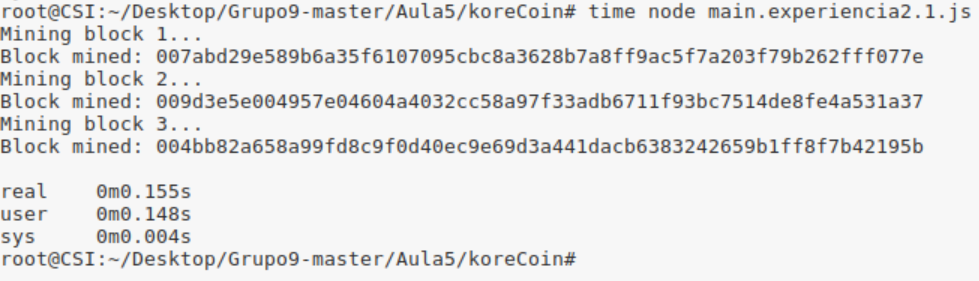 root@CSI:~/Desktop/Grupo9-master/Aula5/koreCoin# time node main.experiencia2.1.js
Mining block 1...
Block mined: 007abd29e589b6a35f6107095cbc8a3628b7a8ff9ac5f7a203f79b262fff077e
Mining block 2...
Block mined: 009d3e5e004957e04604a4032cc58a97f33adb6711f93bc7514de8fe4a531a37
Mining block 3...
Block mined: 004bb82a658a99fd8c9f0d40ec9e69d3a441dacb6383242659b1ff8f7b42195b
real    0m0.155s
user    0m0.148s
sys     0m0.004s
root@CSI:~/Desktop/Grupo9-master/Aula5/koreCoin#